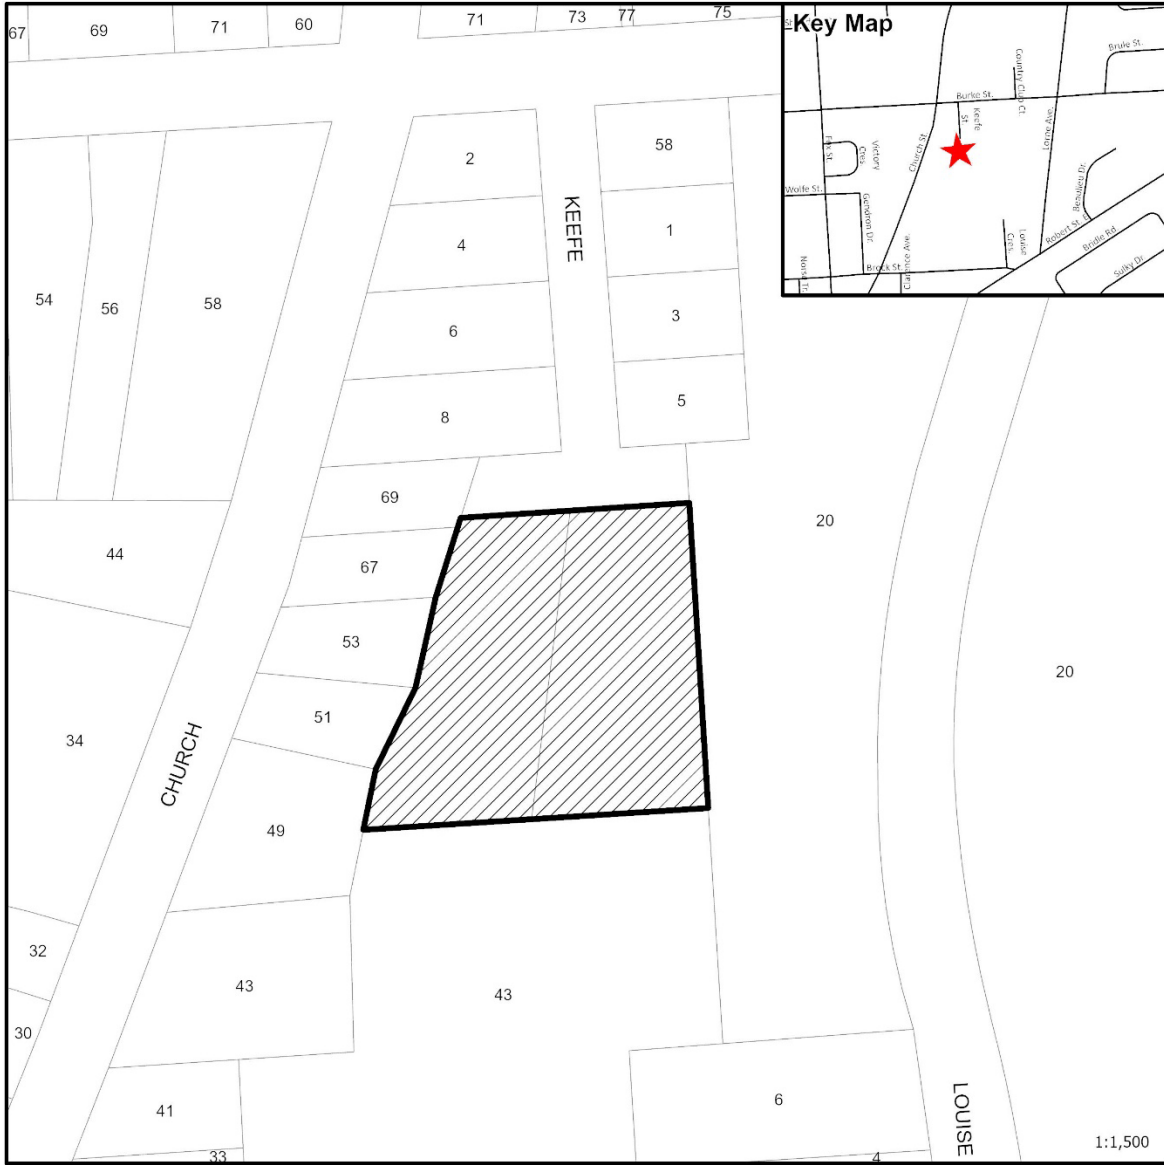 67
69
71
60
71
73
77
75
Key Map
Brule St.
Country Club Ct.
Burke St.
Keefe
St.
Church St.
Lorne Ave.
Fox St.
Victory
Cres
Wolfe St.
Gendron Dr.
Beaulieu Dr.
Louise
Cres.
Robert St. E
Bridle Rd
Sulky Dr
Brock St.
Clarence Ave.
Tr.
2
58
KEEFE
4
1
54
56
58
6
3
8
5
69
20
44
67
53
20
51
34
CHURCH
49
32
43
43
30
6
41
LOUISE
1:1,500
33
4